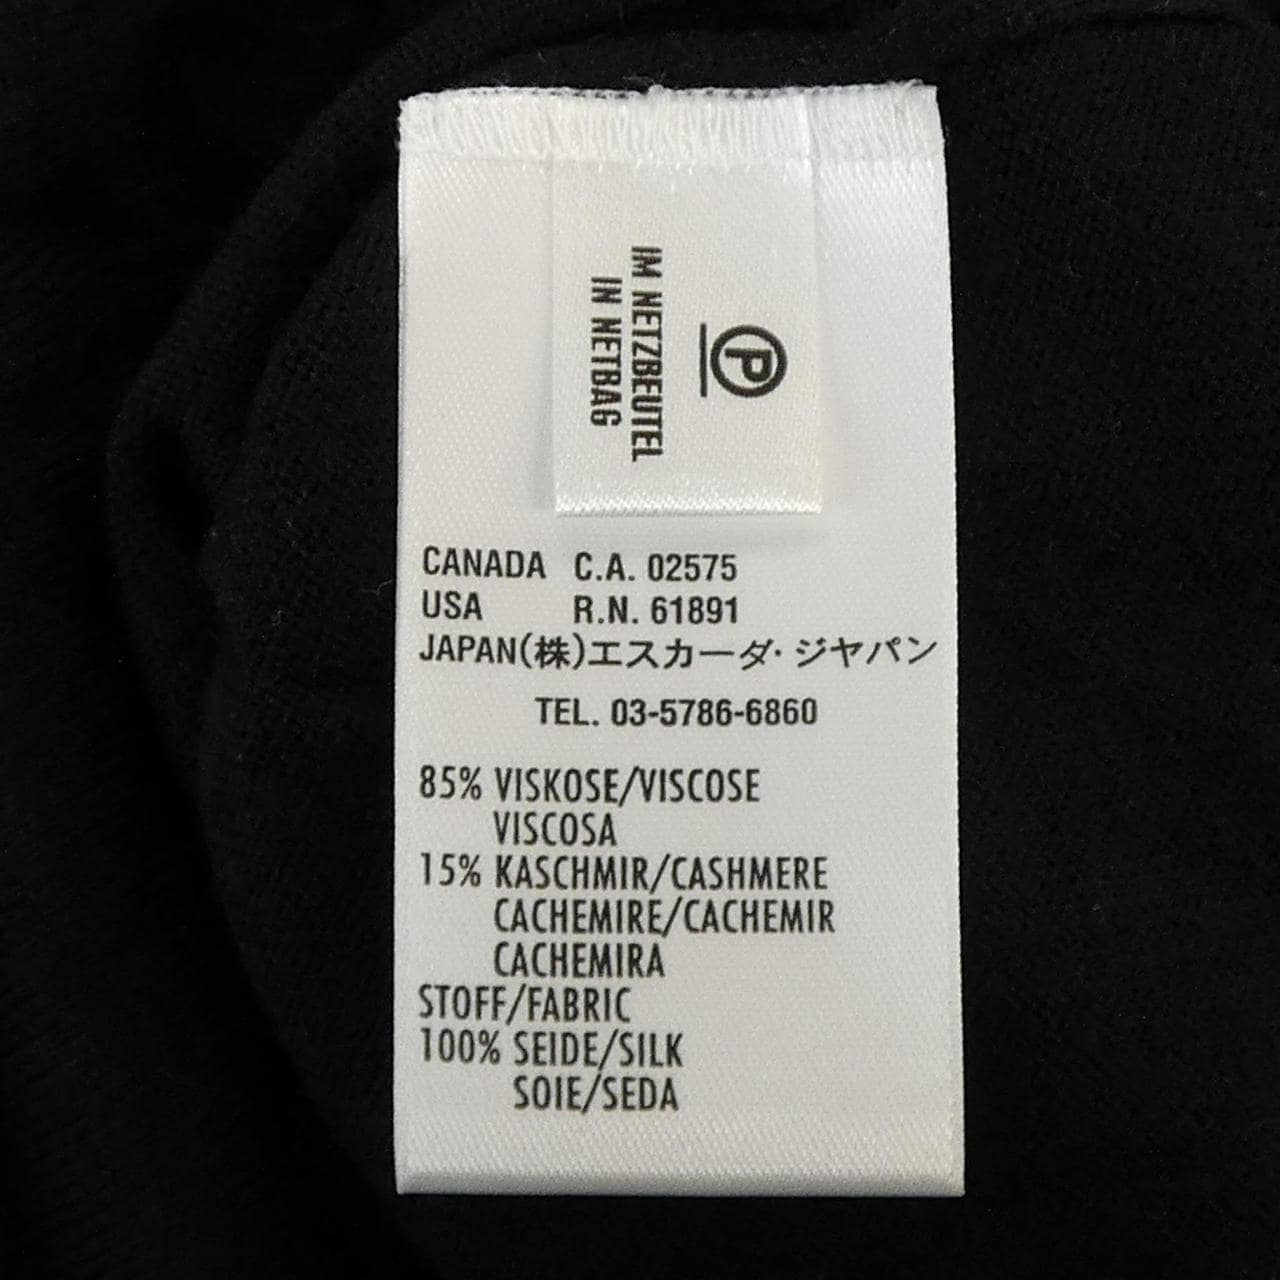 IM NETZBEUTEL
IN NETBAG
P
CANADA C.A. 02575
USA R.N. 61891
JAPAN(株)エスカーダ・ジャパン
TEL. 03-5786-6860
85% VISKOSE/VISCOSE
VISCOSA
15% KASCHMIR/CASHMERE
CACHEMIRE/CACHEMIR
CACHEMIRA
STOFF/FABRIC
100% SEIDE/SILK
SOIE/SEDA